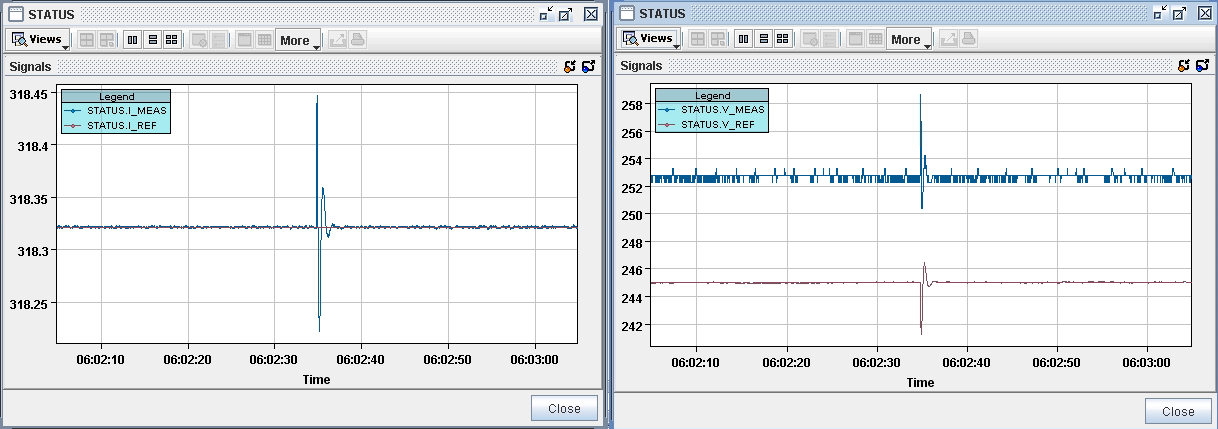 STATUS
Views
More
Signals
318.45
318.4
318.35
318.3
318.25
Legend
STATUS.I_MEAS
STATUS.I_REF
06:02:10 06:02:20 06:02:30 06:02:40 06:02:50 06:03:00
Time
Close
STATUS
Views
More
Signals
258
256
254
252
250
248
246
244
242
Legend
STATUS.V_MEAS
STATUS.V_REF
06:02:10 06:02:20 06:02:30 06:02:40 06:02:50 06:03:00
Time
Close